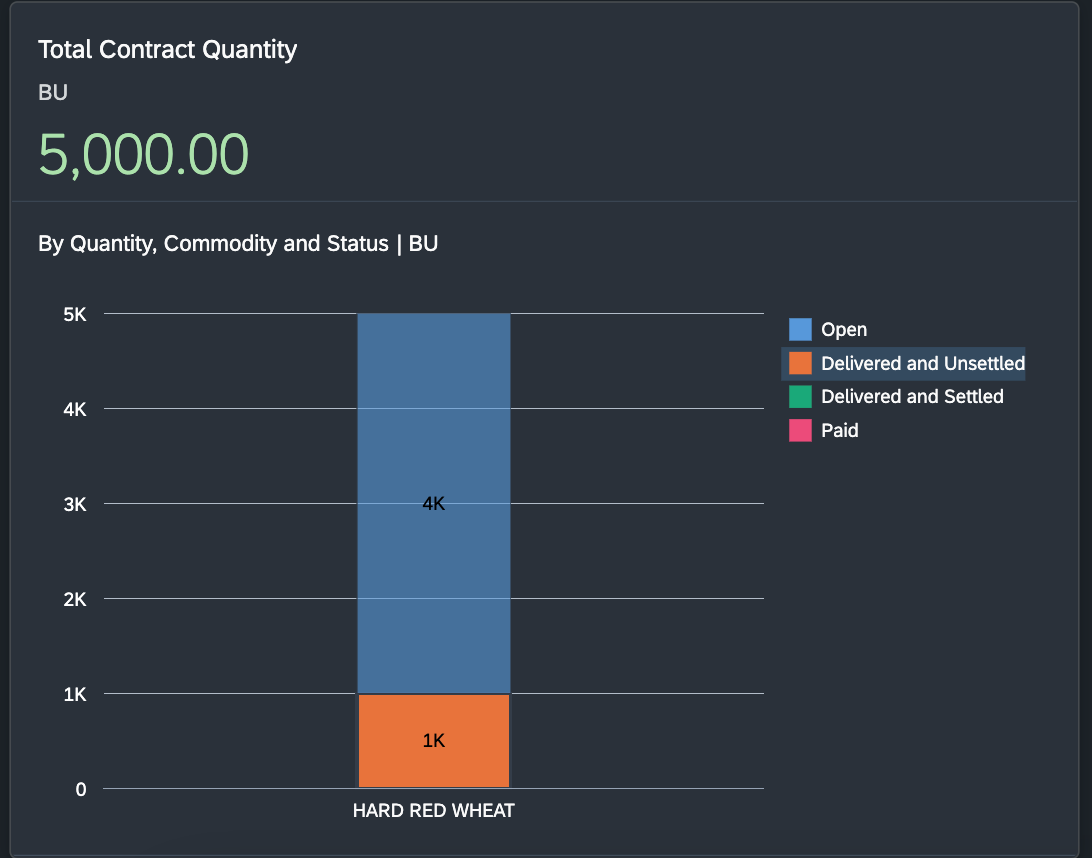 Total Contract Quantity
BU
5,000.00
By Quantity, Commodity and Status | BU
5K
4K
3K
2K
1K
0
4K
1K
HARD RED WHEAT
Open
Delivered and Unsettled
Delivered and Settled
Paid